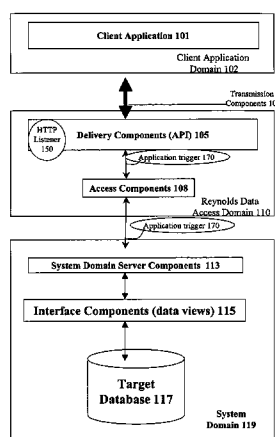 Client Application 101
Client Application
Domain 102
Transmission
Components 10
HTTP
Listener
150
Delivery Components (API) 105
Application trigger 170
Access Components 108
Reynolds Data
Access Domain 110
Application trigger 170
System Domain Server Components 113
Interface Components (data views) 115
Target
Database 117
System
Domain 119